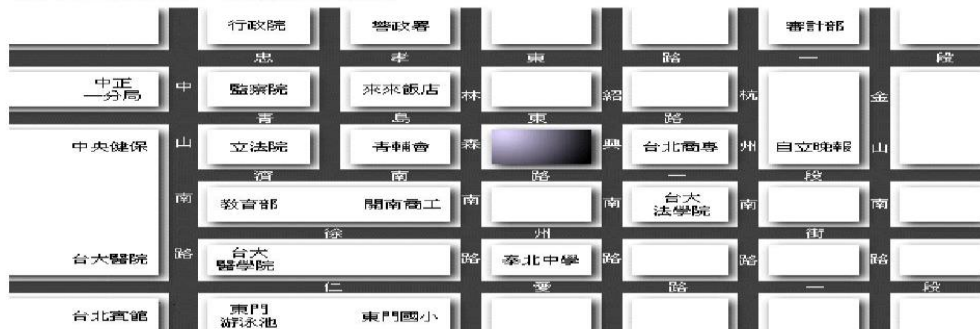 行政院 警政署 審計部
忠 孝 東 路 一 段
中正
一分局
監察院 來來飯店
青 島 東 路
中央健保 立法院 青輔會 台北商專 自立晚報
濟 南 路 一 段
教育部 開南商工
台大
法學院
徐 州 街
台大醫院
台大
醫學院
泰北中學
仁 愛 路 一 段
台北賓館
東門
游泳池
東門國小
中山南路
林森南路
紹興南路
杭州南路
金山南路